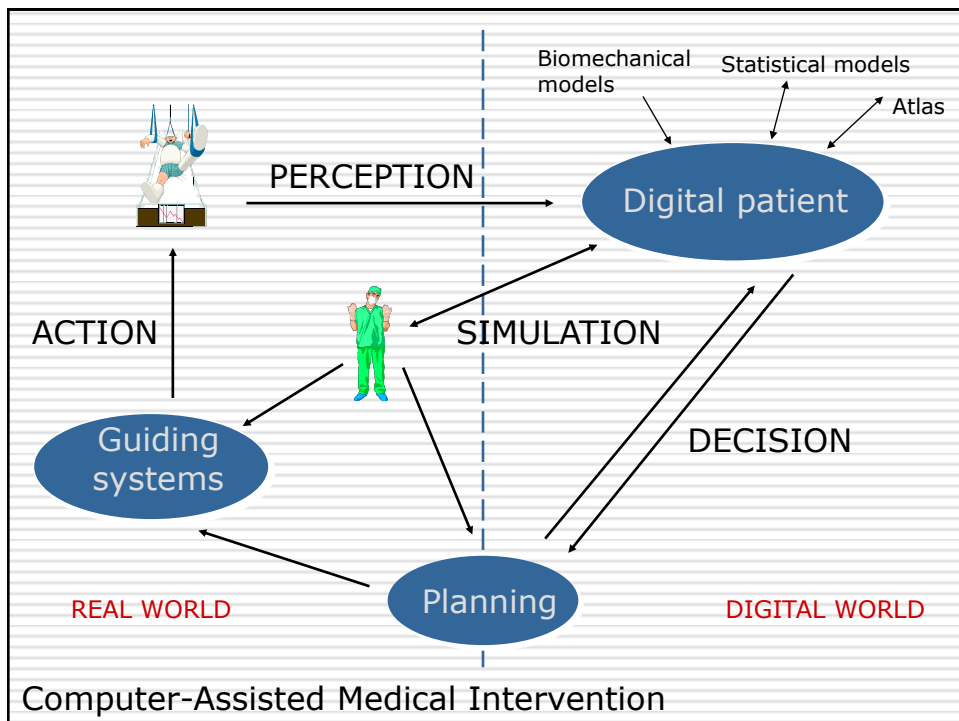 Biomechanical
models
Statistical models
Atlas
PERCEPTION
Digital patient
ACTION
SIMULATION
Guiding
systems
DECISION
Planning
REAL WORLD
DIGITAL WORLD
Computer-Assisted Medical Intervention